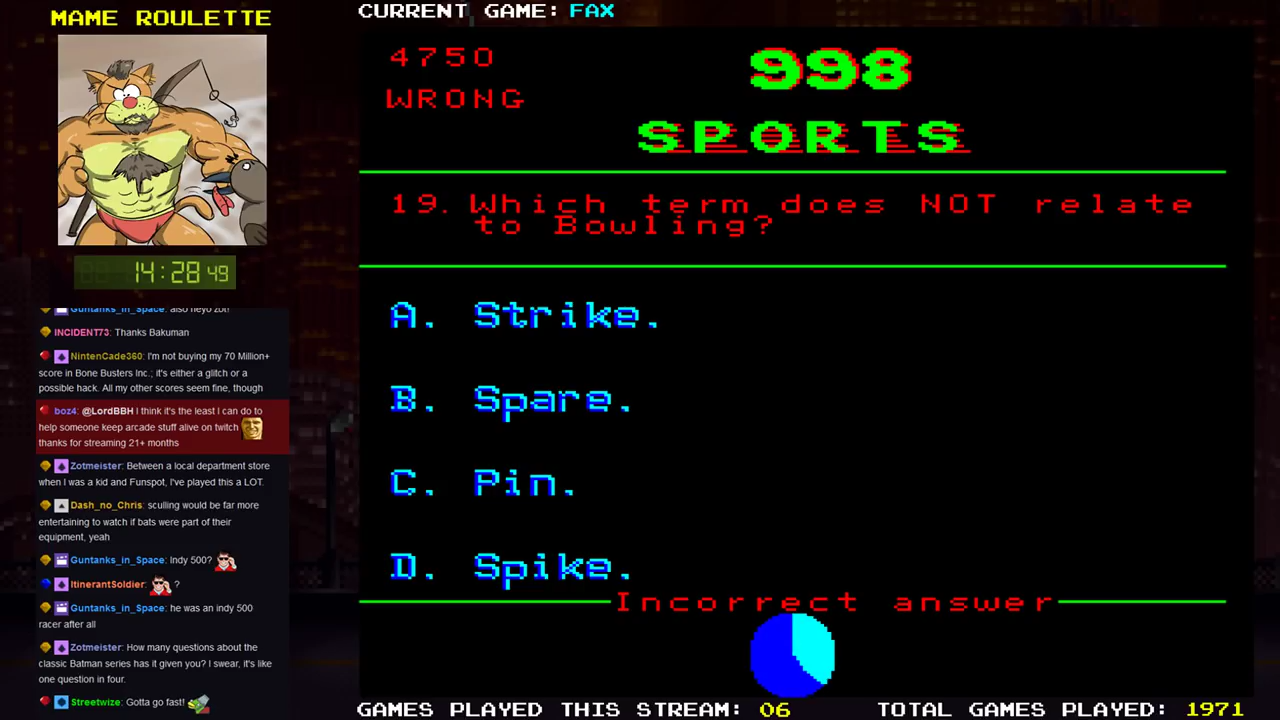 MAME ROULETTE
CURRENT GAME: FAX
4750
998
WRONG
SPORTS
19. Which term does NOT relate
to Bowling?
A. Strike.
B. Spare.
C. Pin.
D. Spike.
Incorrect answer
14:28 49
Guntanks_in_Space: also heyo zot!
INCIDENT73: Thanks Bakuman
NintenCade360: I'm not buying my 70 Million+
score in Bone Busters Inc.; it's either a glitch or a
possible hack. All my other scores seem fine, though
boz4: @LordBBH I think it's the least I can do to
help someone keep arcade stuff alive on twitch
thanks for streaming 21+ months
Zotmeister: Between a local department store
when I was a kid and Funspot, I've played this a LOT.
Dash_no_Chris: sculling would be far more
entertaining to watch if bats were part of their
equipment, yeah
Guntanks_in_Space: Indy 500?
ItinerantSoldier: ?
Guntanks_in_Space: he was an indy 500
racer after all
Zotmeister: How many questions about the
classic Batman series has it given you? I swear, it's like
one question in four.
Streetwize: Gotta go fast!
GAMES PLAYED THIS STREAM: 06
TOTAL GAMES PLAYED: 1971